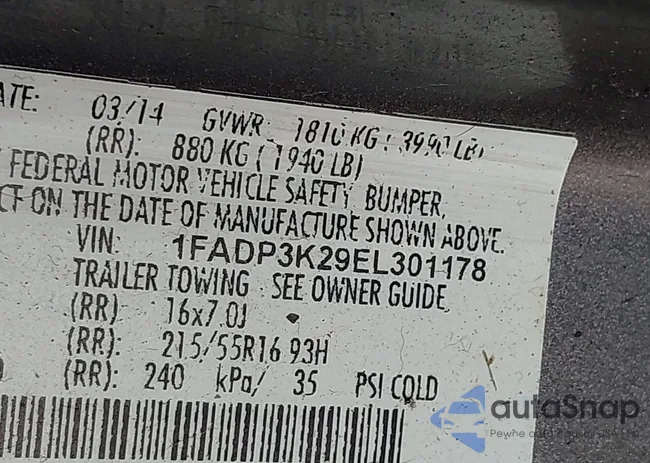 ATE: 03/14 GVWR: 1810 KG ( 3990 LB)
(RR): 880 KG ( 1940 LB)
FEDERAL MOTOR VEHICLE SAFETY, BUMPER,
CT ON THE DATE OF MANUFACTURE SHOWN ABOVE.
VIN: 1FADP3K29EL301178
TRAILER TOWING - SEE OWNER GUIDE
(RR) 16x7.0J
(RR): 215/55R16 93H
(RR): 240 kPa/ 35 PSI COLD
autaSnap